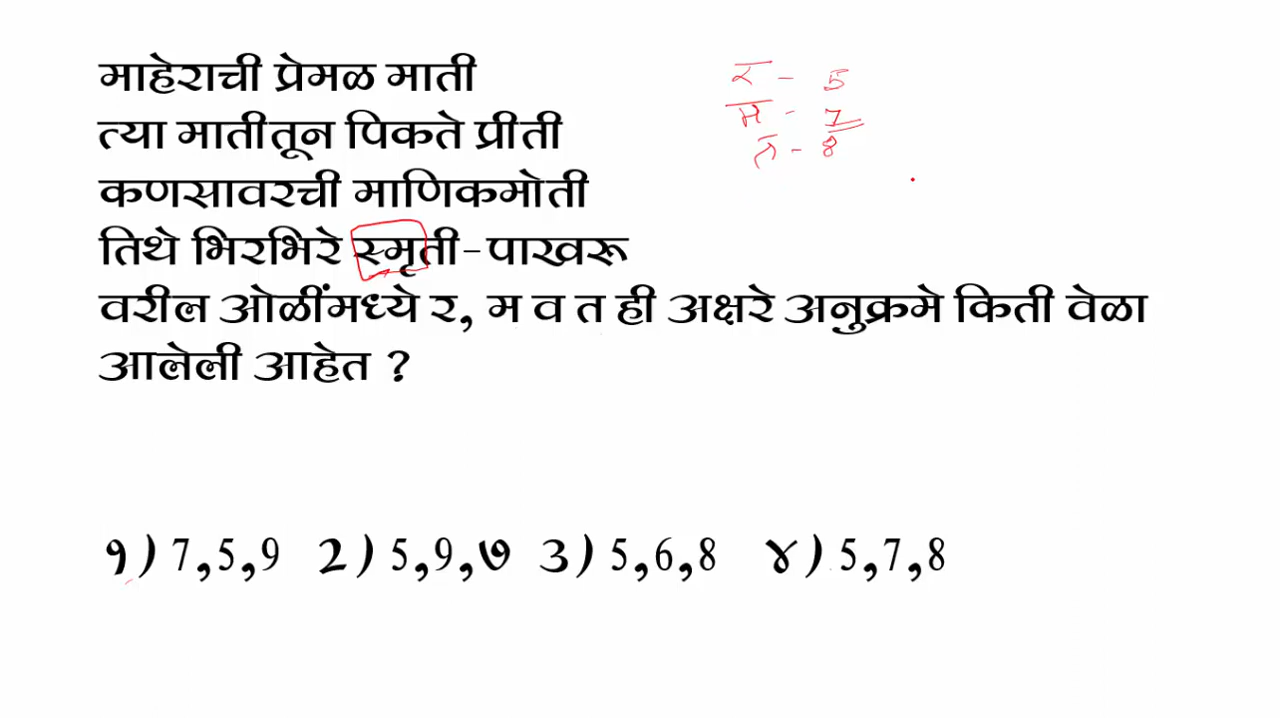 माहेराची प्रेमळ माती
त्या मातीतून पिकते प्रीती
कणसावरची माणिकमोती
तिथे भिरभिरे स्मृती-पाखरू
वरील ओळींमध्ये र, म व त ही अक्षरे अनुक्रमे किती वेळा
आलेली आहेत ?
र - 5
म - 7
त - 8
१) 7,5,9 2) 5,9,७ ३) 5,6,8 ४) 5,7,8